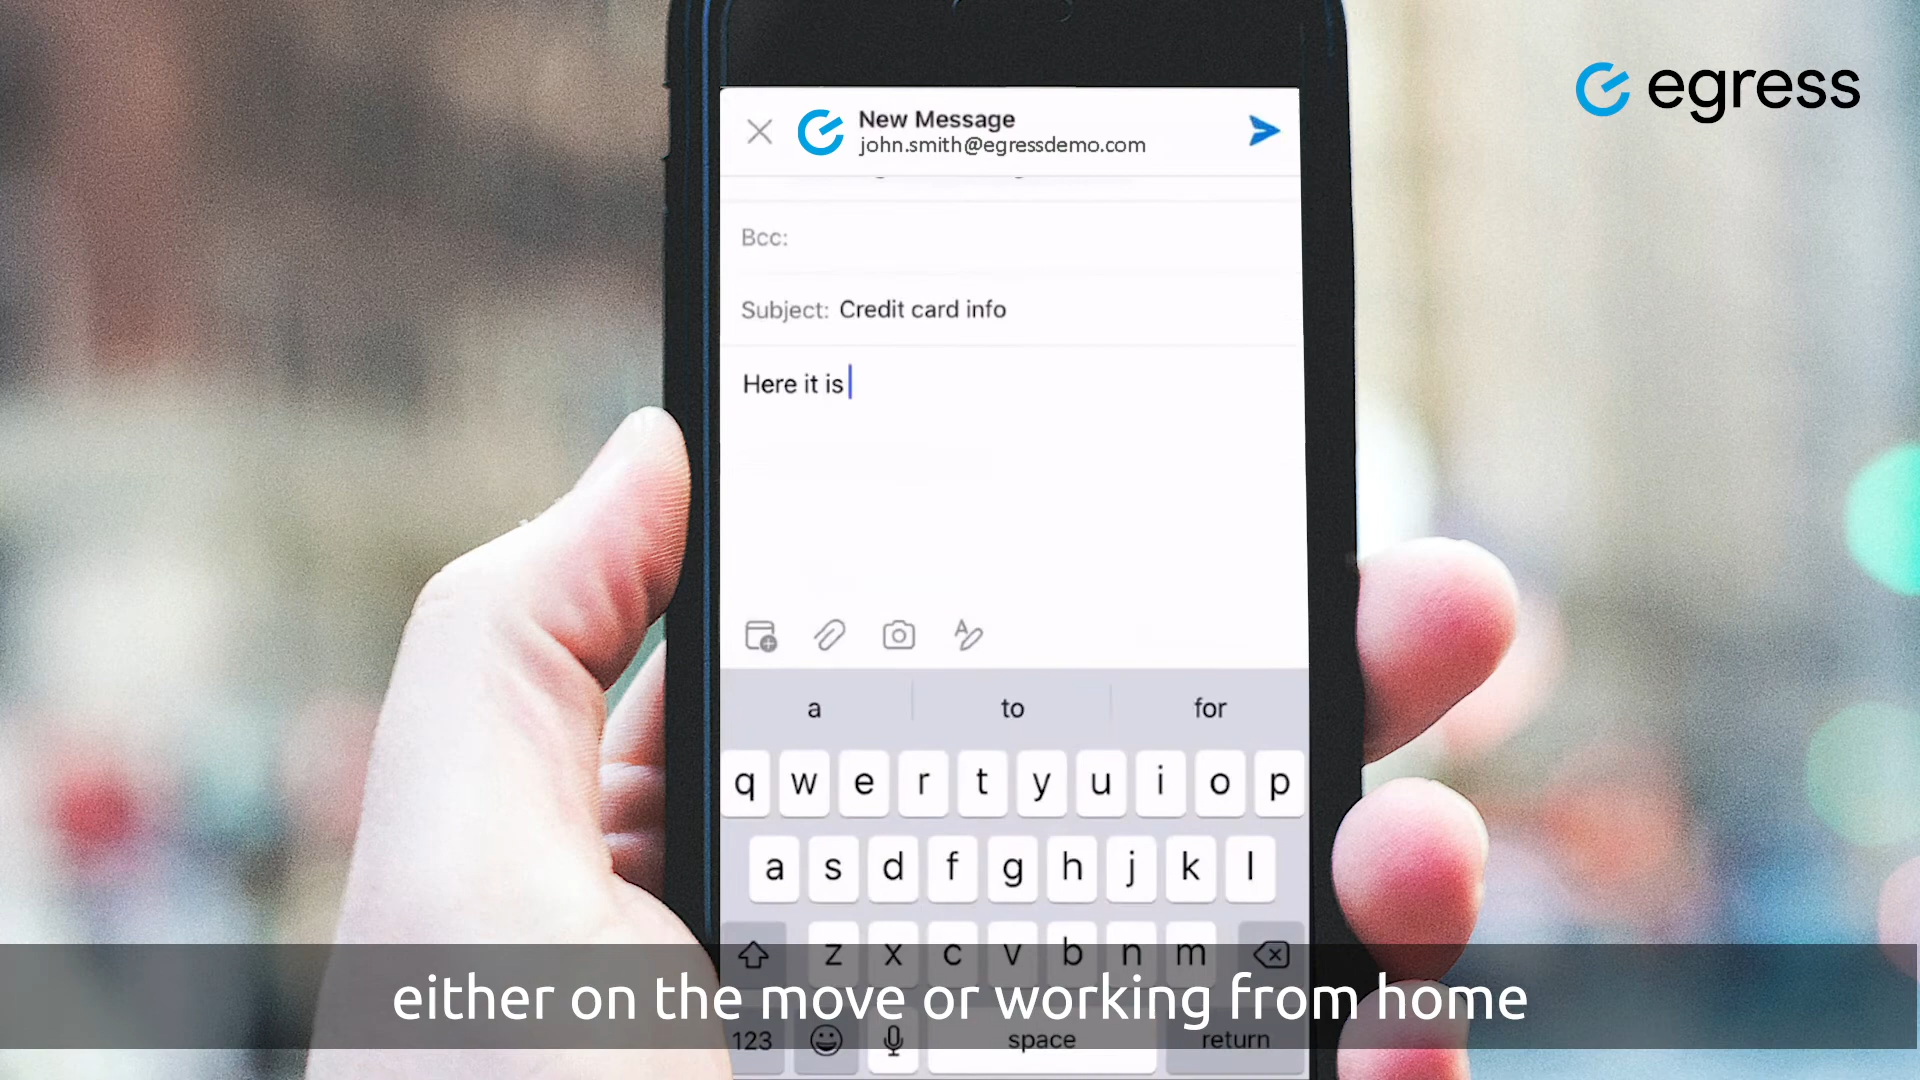 egress
New Message
john.smith@egressdemo.com
Bcc:
Subject: Credit card info
Here it is
a to for
q w e r t y u i o p
a s d f g h j k l
z x c v b n m
either on the move or working from home
123 space return